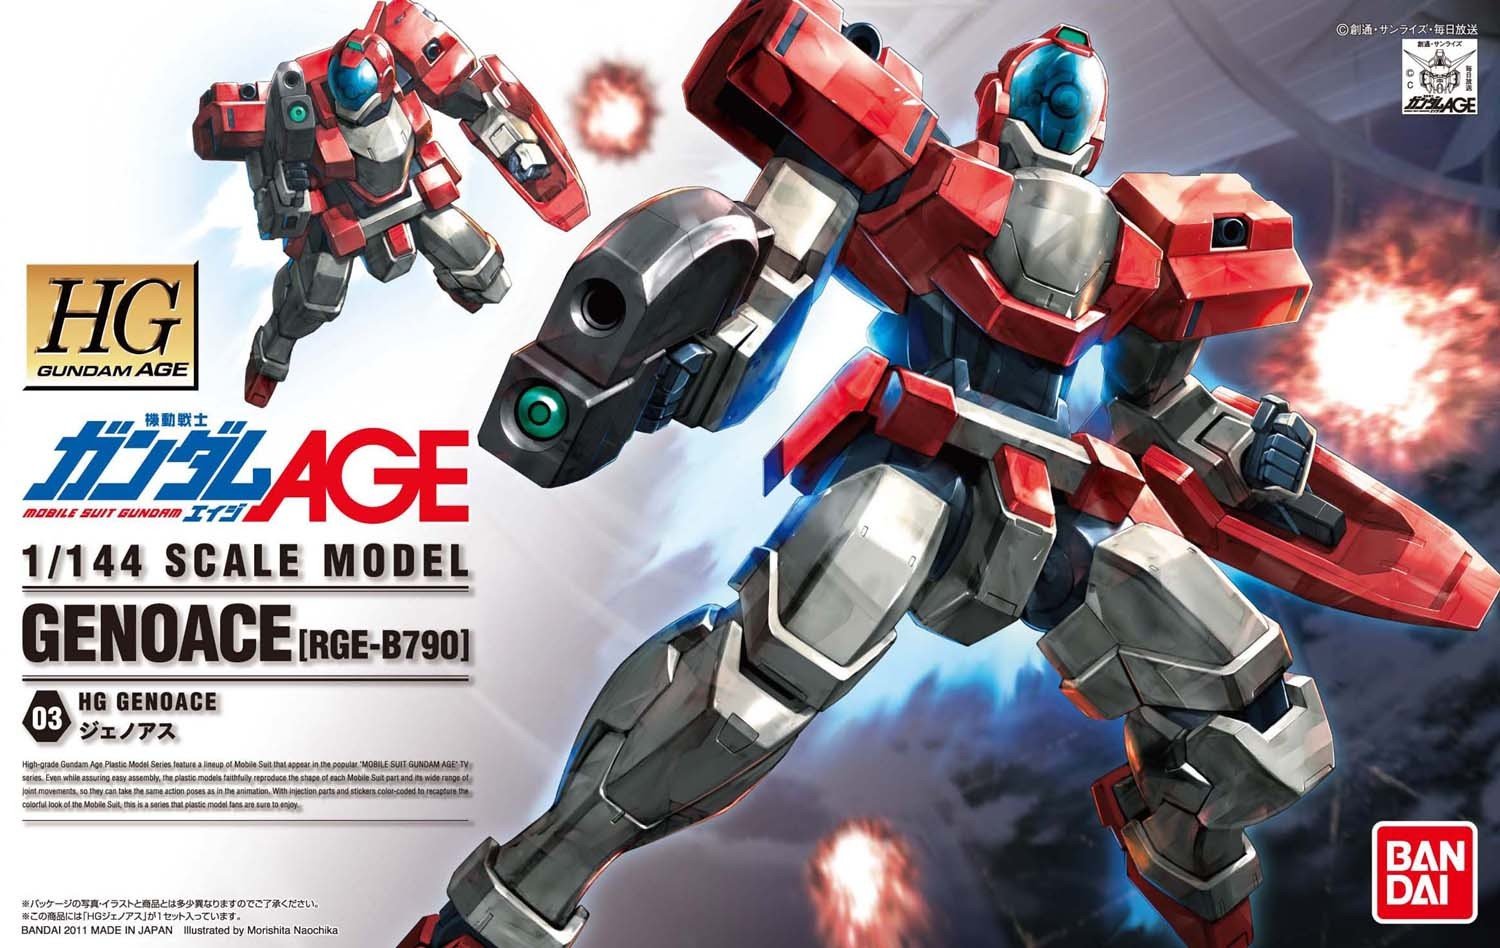 ©創通・サンライズ・毎日放送
創通・サンライズ
©
毎日放送
ガンダムAGE
HG
GUNDAM AGE
機動戦士
ガンダムAGE
MOBILE SUIT GUNDAM エイジ
1/144 SCALE MODEL
GENOACE [RGE-B790]
03 HG GENOACE
ジェノアス
High-grade Gundam Age Plastic Model Series feature a lineup of Mobile Suit that appear in the popular "MOBILE SUIT GUNDAM AGE" TV
series. Even while assuring easy assembly, the plastic models faithfully reproduce the shape of each Mobile Suit part and its wide range of
joint movements, so they can take the same action poses as in the animation. With injection parts and stickers color-coded to recapture the
colorful look of the Mobile Suit, this is a series that plastic model fans are sure to enjoy.
※パッケージの写真・イラストと商品とは多少異なりますのでご了承ください。
※この商品には「HGジェノアス」が1セット入っています。
BANDAI 2011 MADE IN JAPAN Illustrated by Morishita Naochika
BAN
DAI